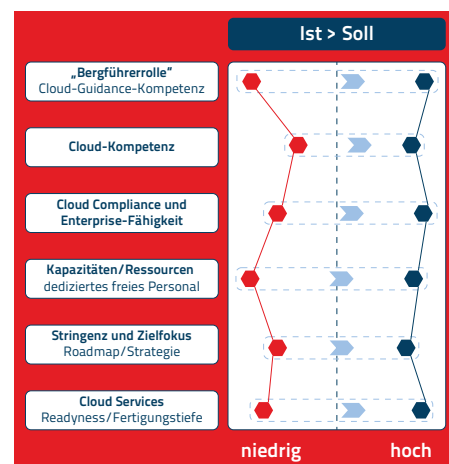 Ist > Soll
„Bergführerrolle“
Cloud-Guidance-Kompetenz
Cloud-Kompetenz
Cloud Compliance und
Enterprise-Fähigkeit
Kapazitäten/Ressourcen
dediziertes freies Personal
Stringenz und Zielfokus
Roadmap/Strategie
Cloud Services
Readyness/Fertigungstiefe
niedrig hoch